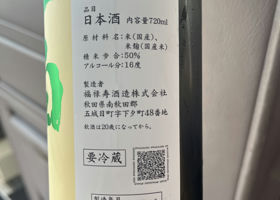 品目
日本酒 内容量720ml
原材料名:米(国産)、
米麹(国産米)
精米歩合:50%
アルコール分:16度
製造者
福禄寿酒造株式会社
秋田県南秋田郡
五城目町字下夕町48番地
飲酒は20歳になってから。
要冷蔵
製造年月